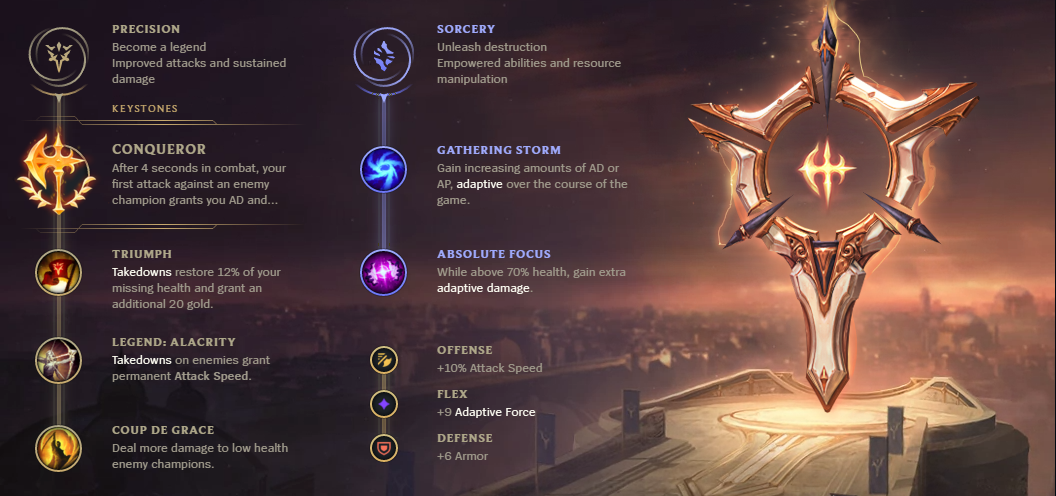 PRECISION
Become a legend
Improved attacks and sustained
damage
KEYSTONES
CONQUEROR
After 4 seconds in combat, your
first attack against an enemy
champion grants you AD and...
TRIUMPH
Takedowns restore 12% of your
missing health and grant an
additional 20 gold.
LEGEND: ALACRITY
Takedowns on enemies grant
permanent Attack Speed.
COUP DE GRACE
Deal more damage to low health
enemy champions.
SORCERY
Unleash destruction
Empowered abilities and resource
manipulation
GATHERING STORM
Gain increasing amounts of AD or
AP, adaptive over the course of the
game.
ABSOLUTE FOCUS
While above 70% health, gain extra
adaptive damage.
OFFENSE
+10% Attack Speed
FLEX
+9 Adaptive Force
DEFENSE
+6 Armor